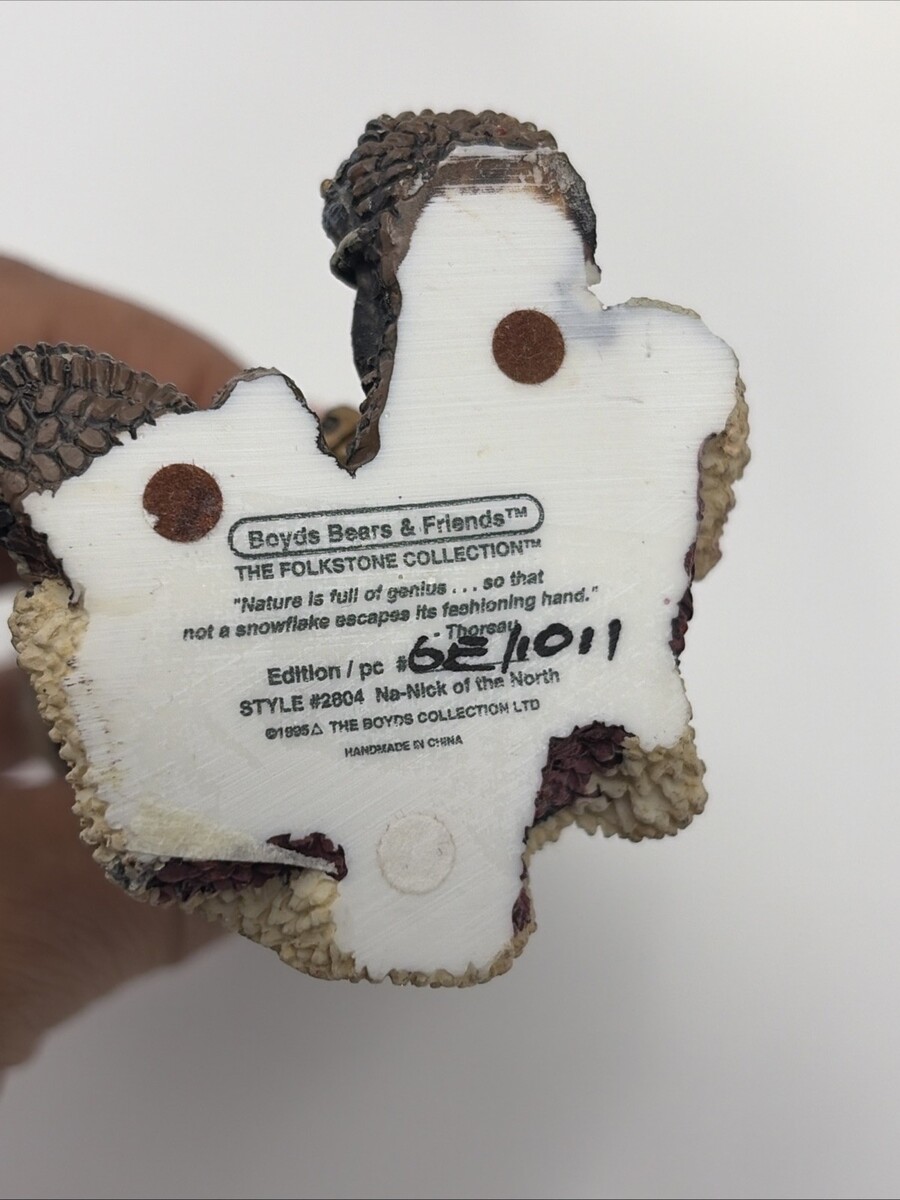 Boyds Bears & Friends™
THE FOLKSTONE COLLECTION™
"Nature is full of genius . . . so that
not a snowflake escapes its fashioning hand."
- Thoreau
Edition / pc #6E/1011
STYLE #2804 Na-Nick of the North
©1995△ THE BOYDS COLLECTION LTD
HANDMADE IN CHINA